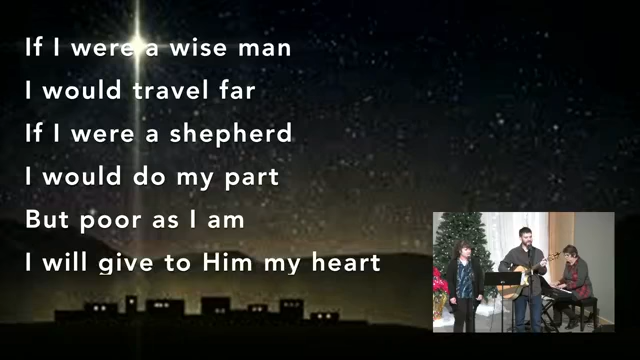 If I were a wise man
I would travel far
If I were a shepherd
I would do my part
But poor as I am
I will give to Him my heart